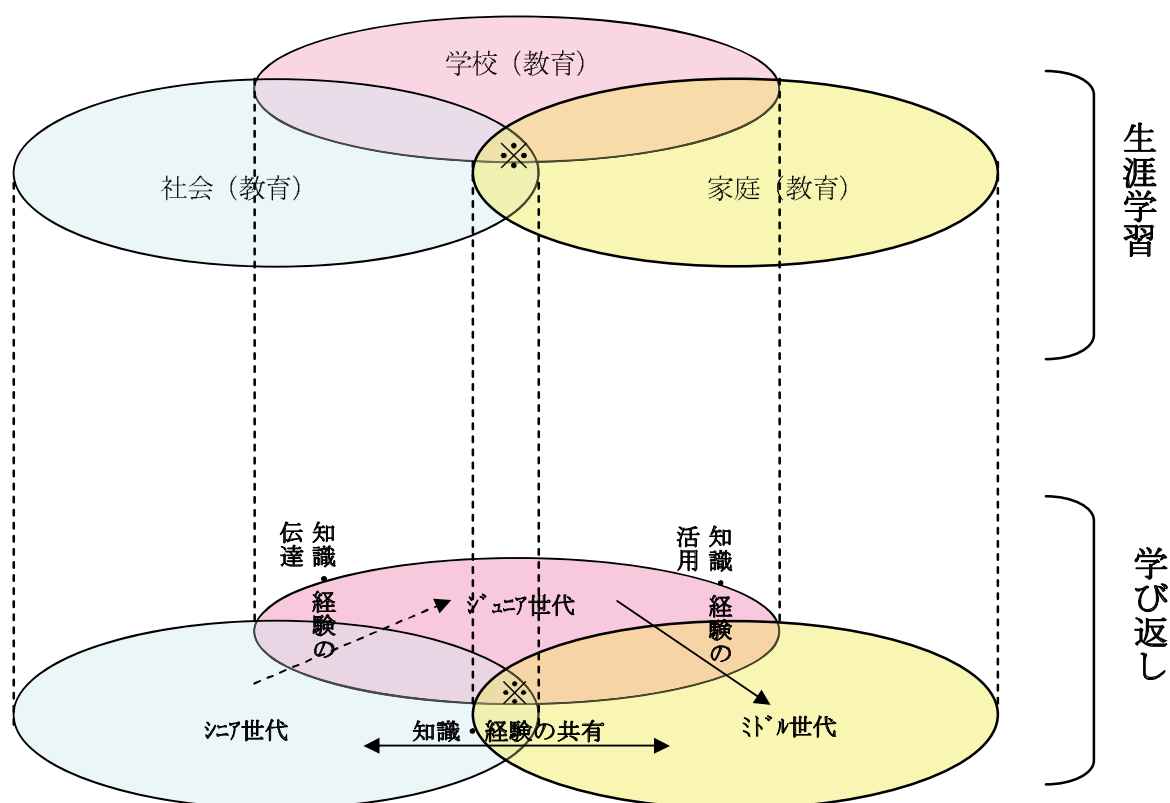 学校（教育）
※
社会（教育）
家庭（教育）
生涯学習
知識・経験の
伝達
知識・経験の
活用
ｼﾞｭﾆｱ世代
※
ｼﾆｱ世代
知識・経験の共有
ﾐﾄﾞﾙ世代
学び返し